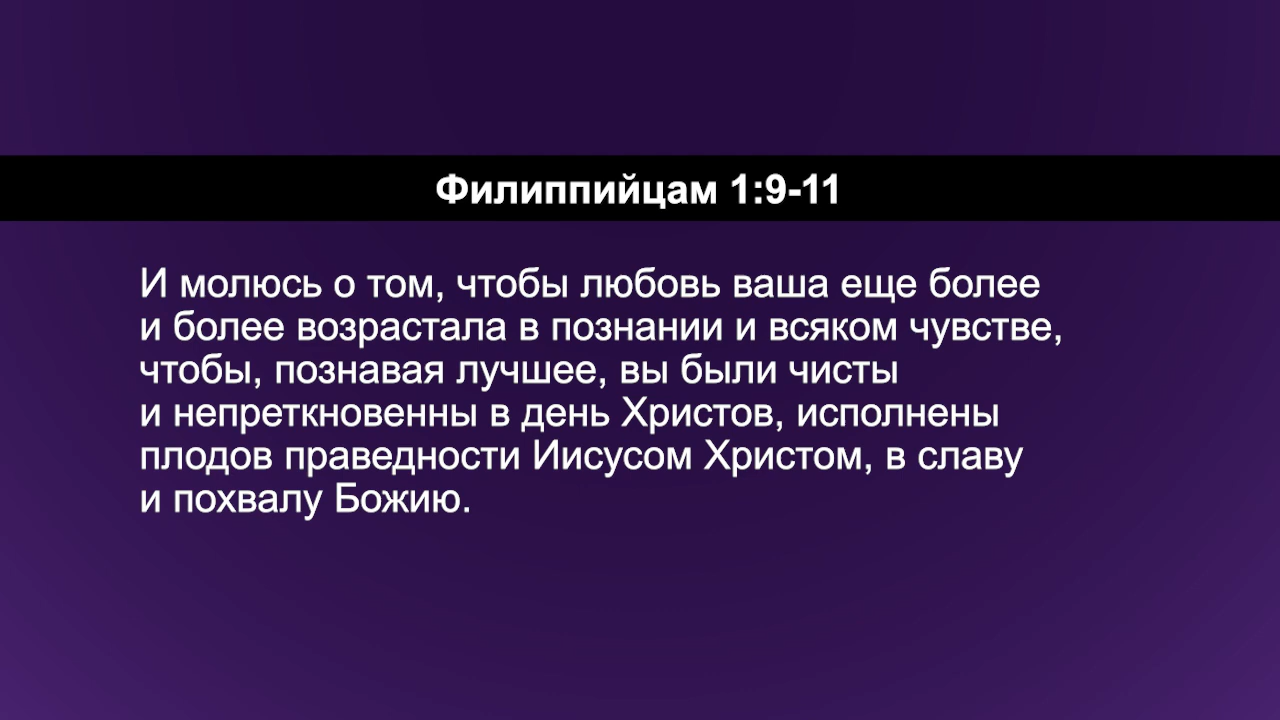 Филиппийцам 1:9-11
И молюсь о том, чтобы любовь ваша еще более
и более возрастала в познании и всяком чувстве,
чтобы, познавая лучшее, вы были чисты
и непреткновенны в день Христов, исполнены
плодов праведности Иисусом Христом, в славу
и похвалу Божию.